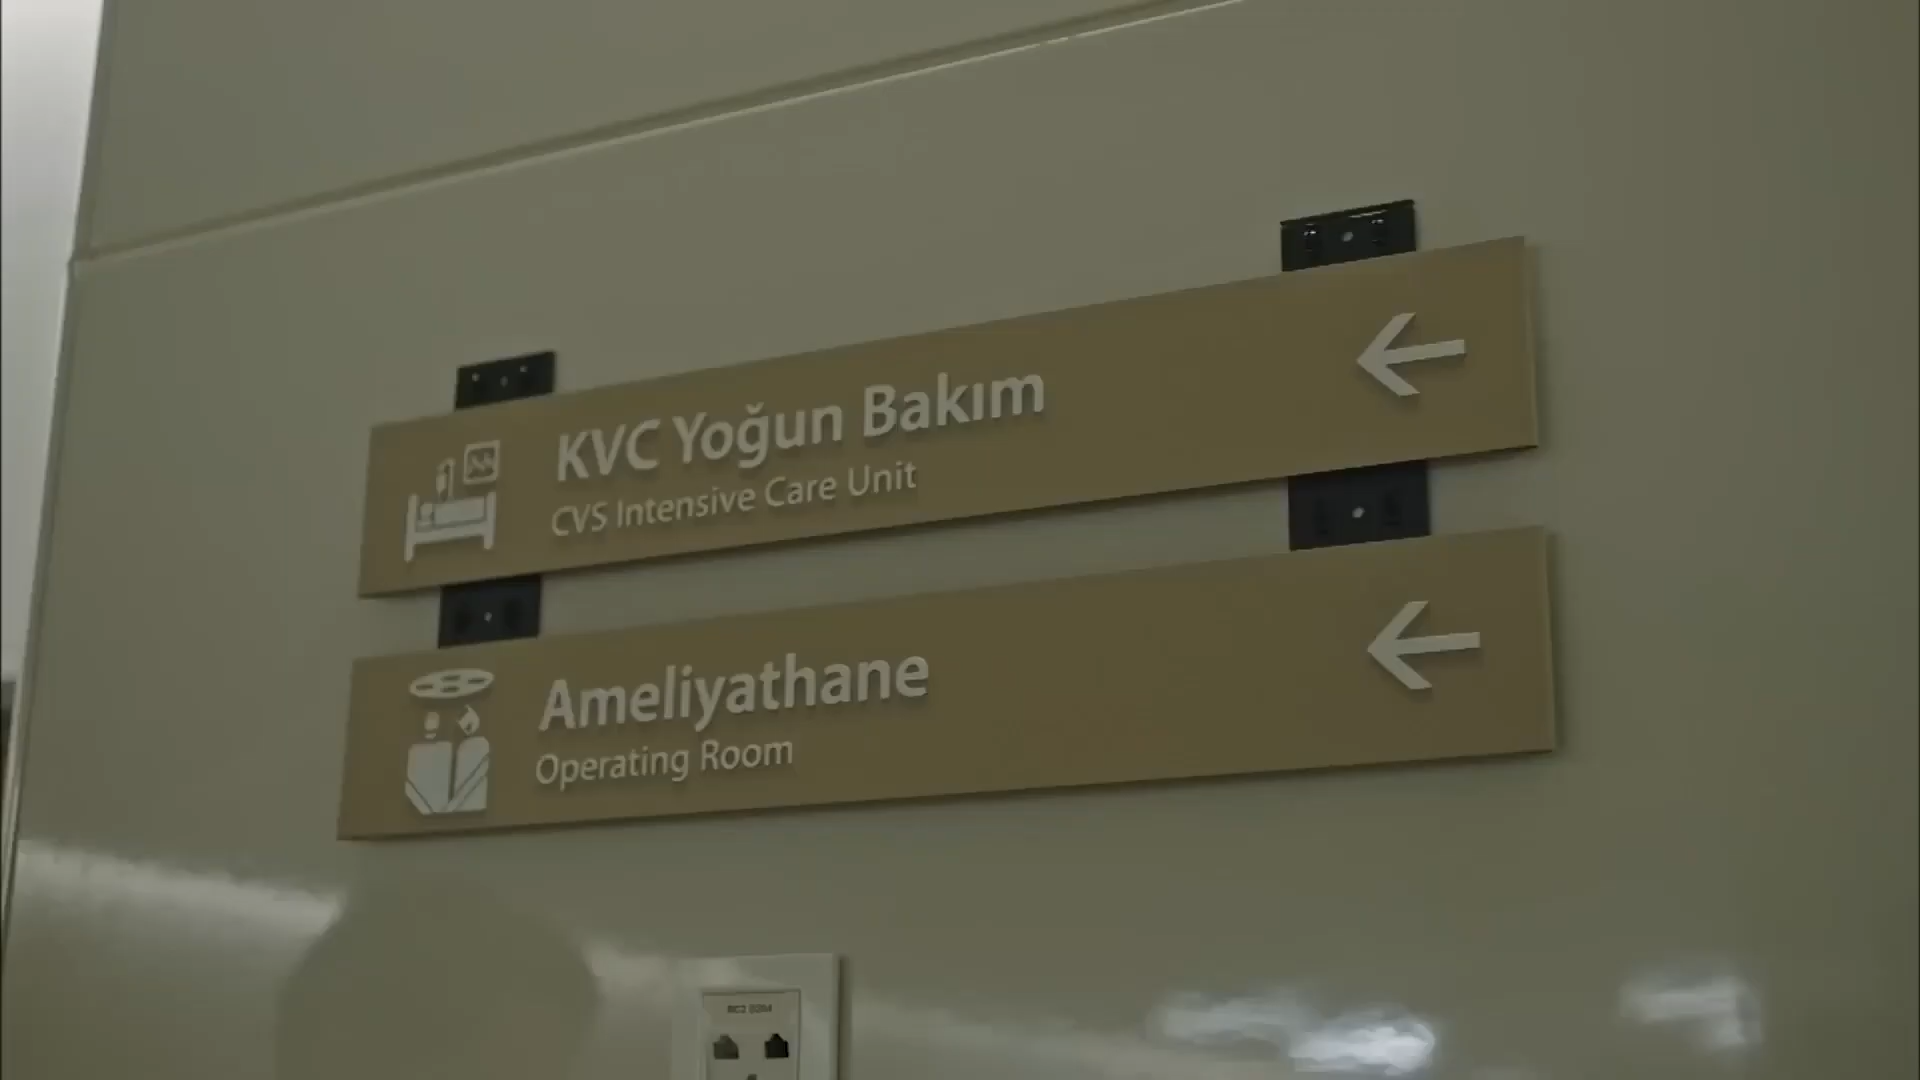 KVC Yoğun Bakım
CVS Intensive Care Unit
Ameliyathane
Operating Room